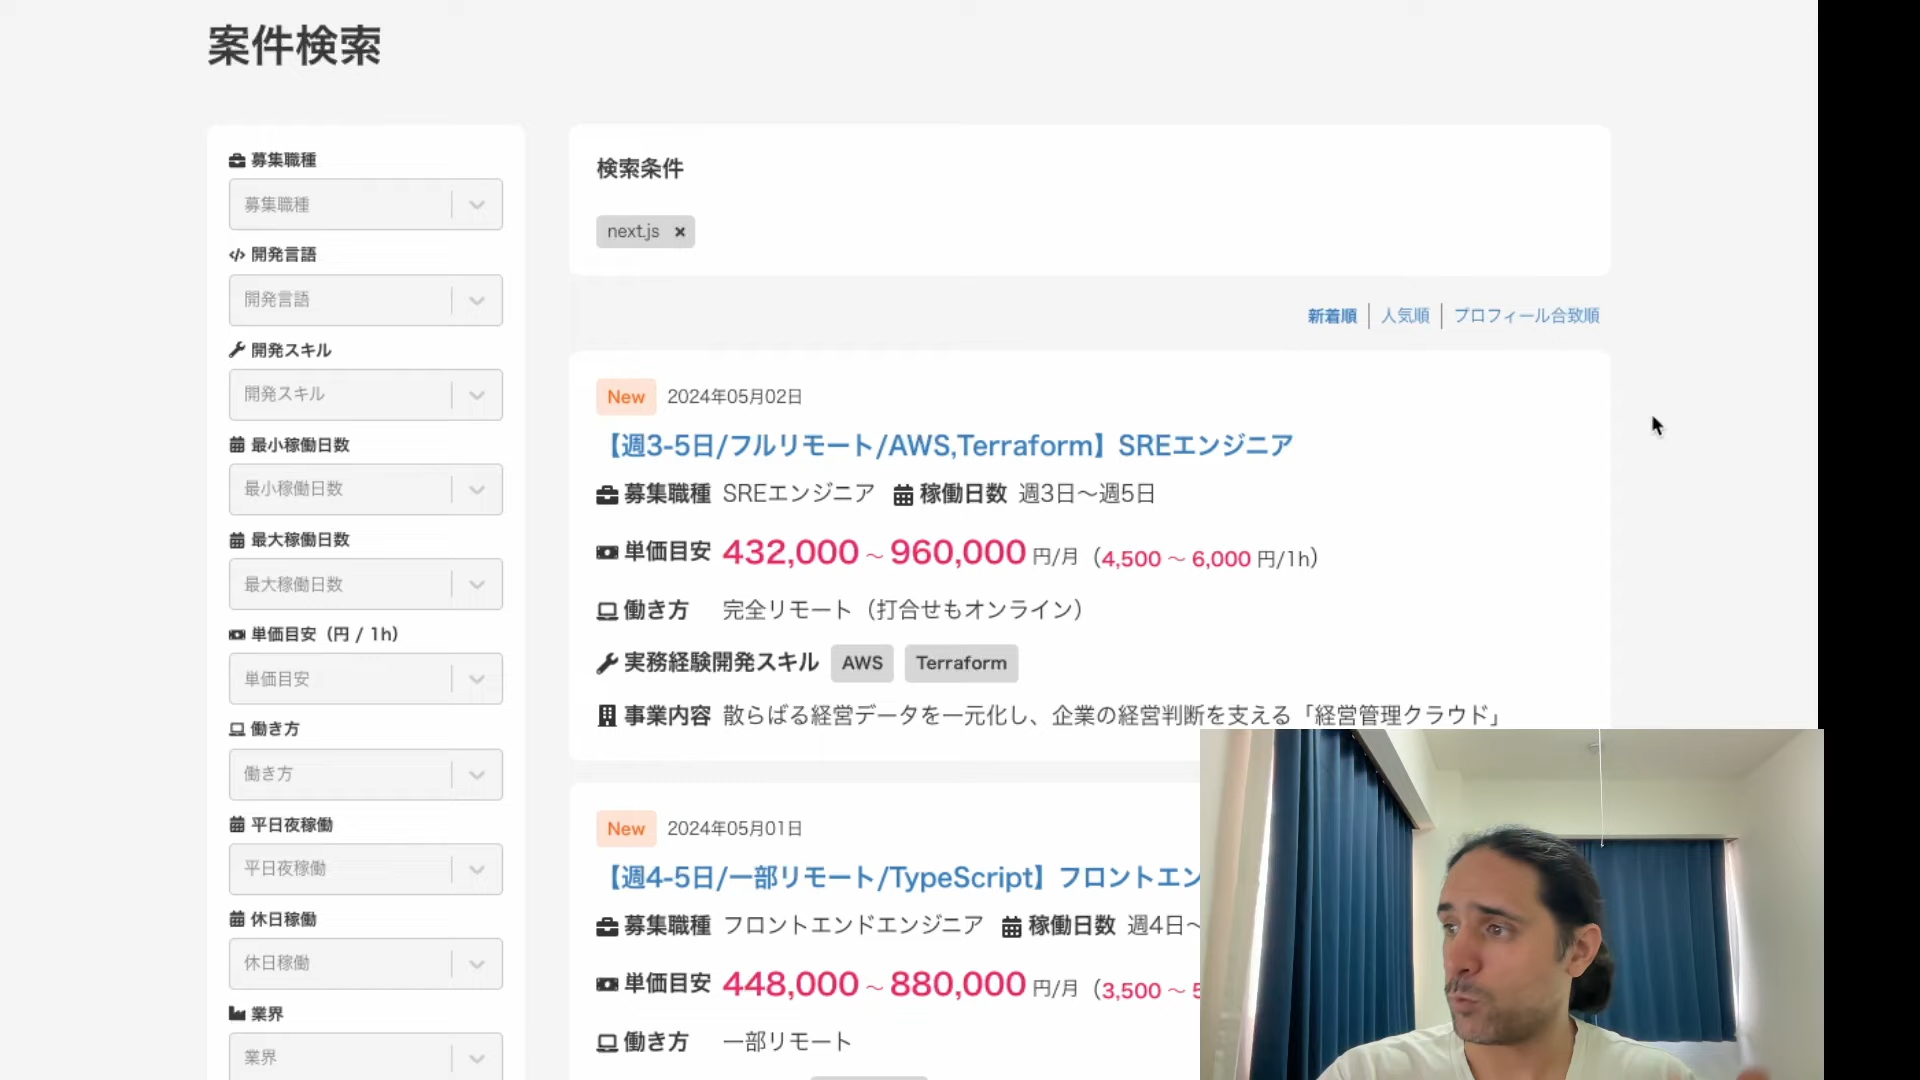 案件検索
募集職種
募集職種
開発言語
開発言語
開発スキル
開発スキル
最小稼働日数
最小稼働日数
最大稼働日数
最大稼働日数
単価目安（円 / 1h）
単価目安
働き方
働き方
平日夜稼働
平日夜稼働
休日稼働
休日稼働
業界
業界
検索条件
next.js ×
新着順 人気順 プロフィール合致順
New 2024年05月02日
【週3-5日/フルリモート/AWS,Terraform】SREエンジニア
募集職種 SREエンジニア 稼働日数 週3日〜週5日
単価目安 432,000 〜 960,000 円/月（4,500 〜 6,000 円/1h）
働き方 完全リモート（打合せもオンライン）
実務経験開発スキル AWS Terraform
事業内容 散らばる経営データを一元化し、企業の経営判断を支える「経営管理クラウド」
New 2024年05月01日
【週4-5日/一部リモート/TypeScript】フロントエン
募集職種 フロントエンドエンジニア 稼働日数 週4日〜
単価目安 448,000 〜 880,000 円/月（3,500 〜 5
働き方 一部リモート